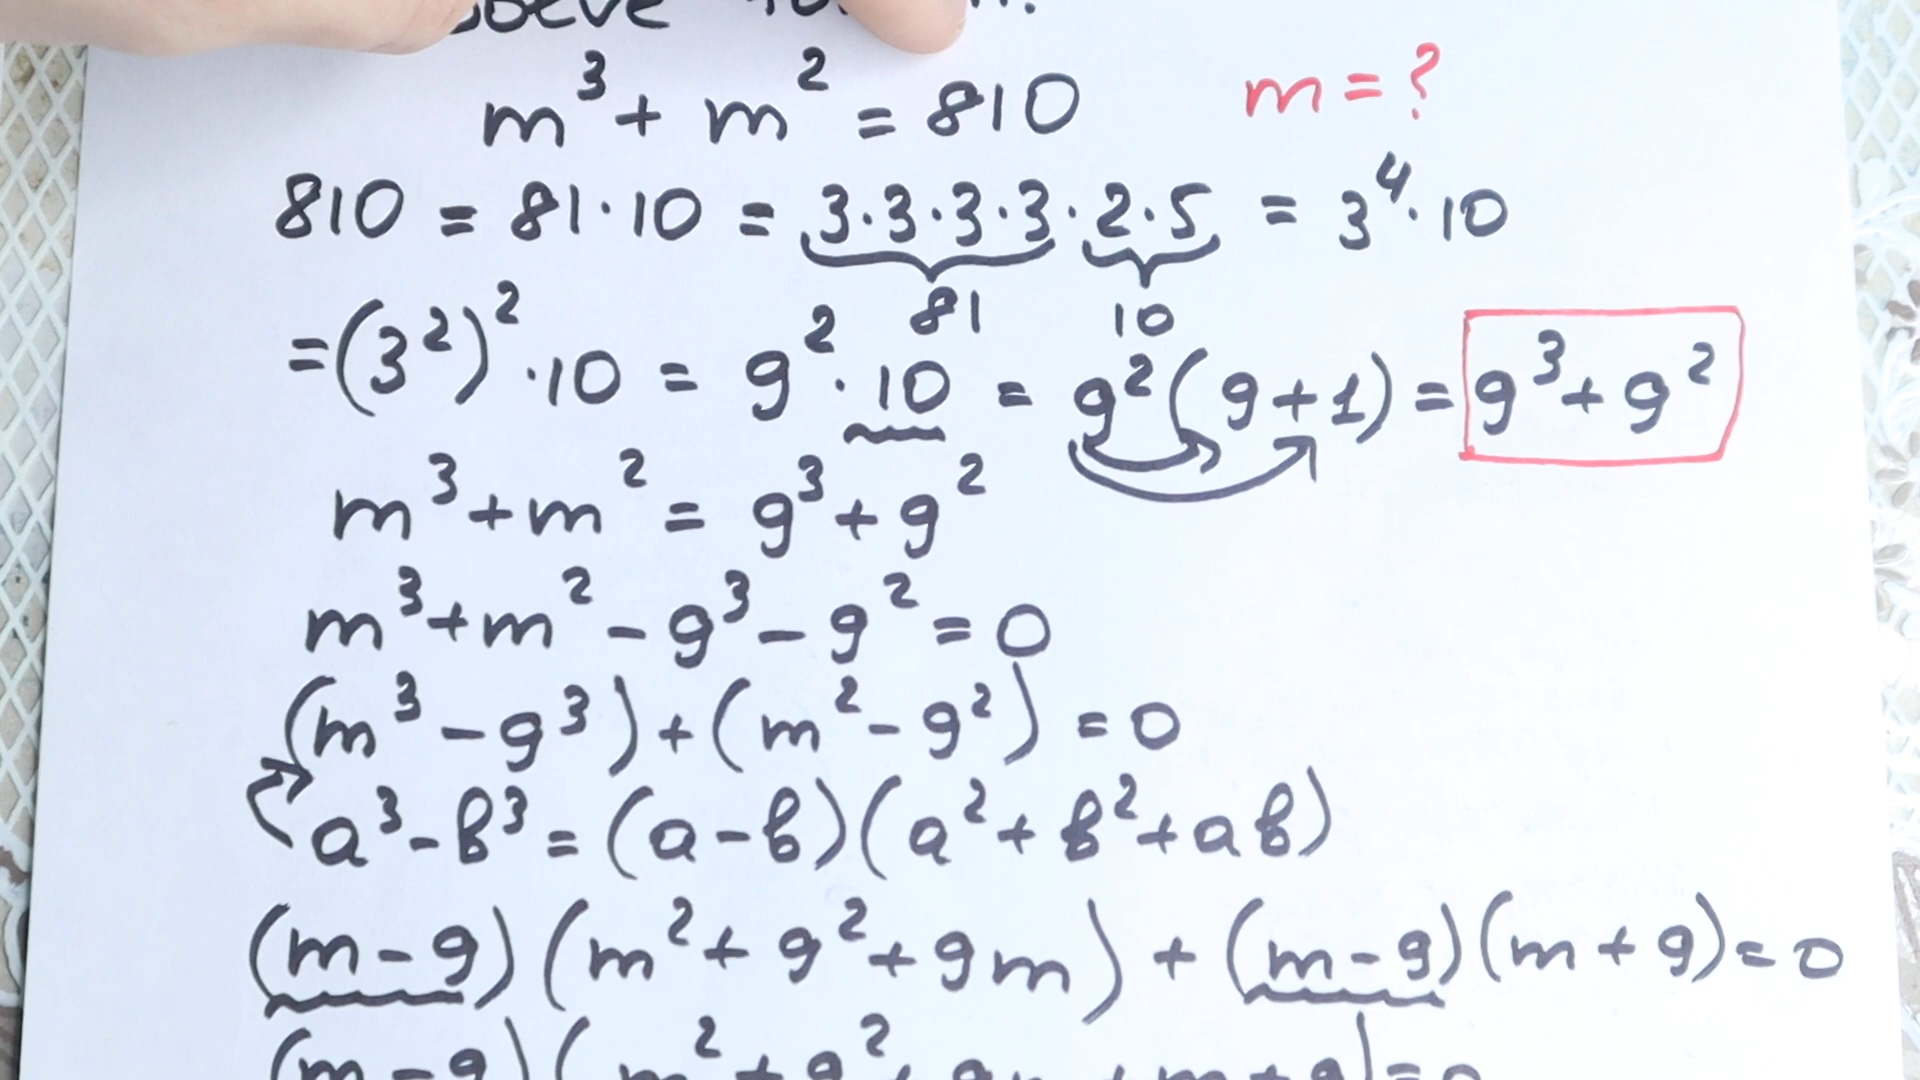 m³ + m² = 810 m = ?
810 = 81·10 = 3·3·3·3·2·5 = 3⁴·10
81 10
= (3²)²·10 = 9²·10 = 9²(9+1) = 9³ + 9²
m³ + m² = 9³ + 9²
m³ + m² - 9³ - 9² = 0
(m³ - 9³) + (m² - 9²) = 0
a³ - b³ = (a - b)(a² + b² + ab)
(m - 9)(m² + 9² + 9m) + (m - 9)(m + 9) = 0